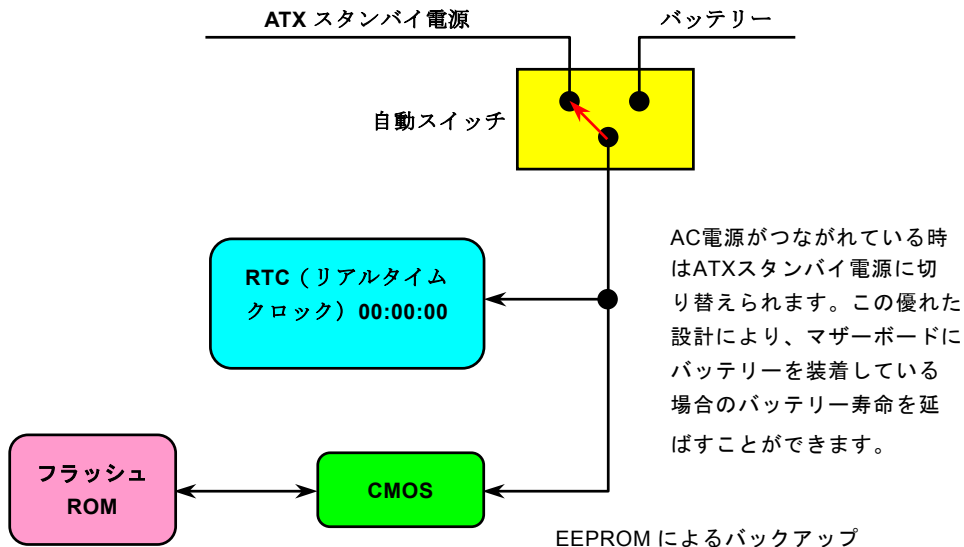 ATX スタンバイ電源
バッテリー
自動スイッチ
RTC（リアルタイム
クロック）00:00:00
AC電源がつながれている時
はATXスタンバイ電源に切
り替えられます。この優れた
設計により、マザーボードに
バッテリーを装着している
場合のバッテリー寿命を延
ばすことができます。
フラッシュ
ROM
CMOS
EEPROM によるバックアップ